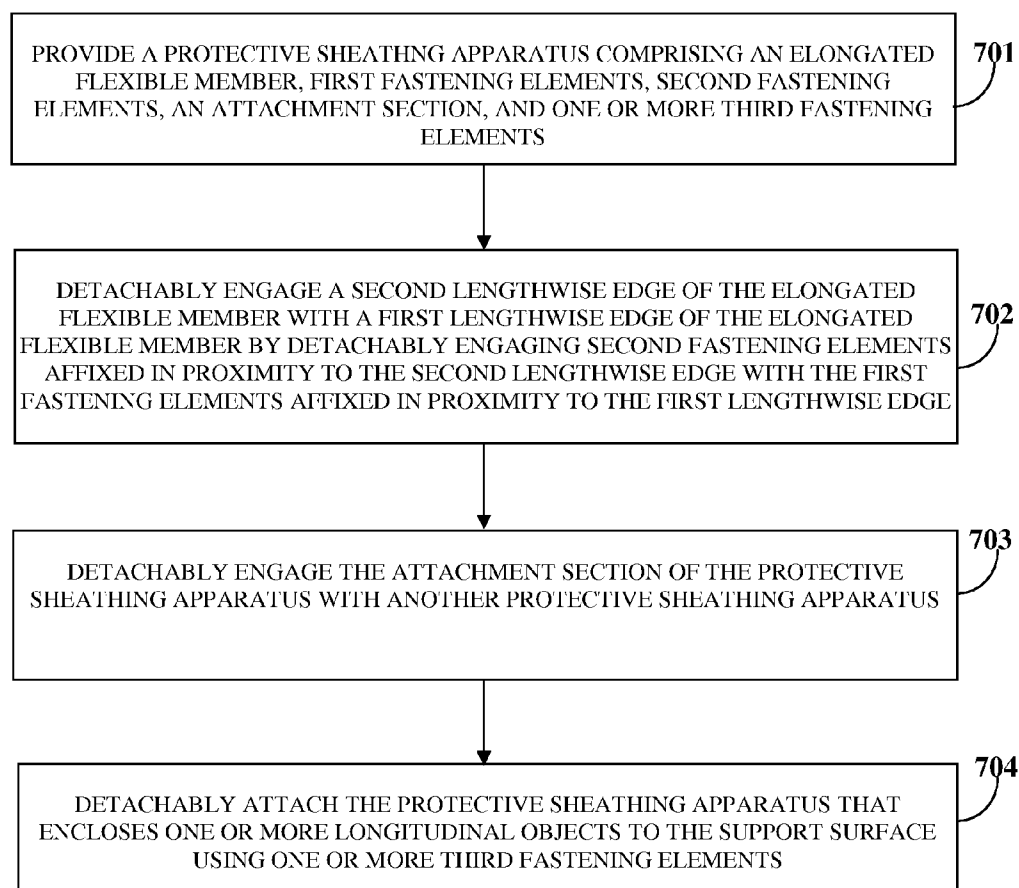 PROVIDE A PROTECTIVE SHEATHNG APPARATUS COMPRISING AN ELONGATED
FLEXIBLE MEMBER, FIRST FASTENING ELEMENTS, SECOND FASTENING
ELEMENTS, AN ATTACHMENT SECTION, AND ONE OR MORE THIRD FASTENING
ELEMENTS
701
DETACHABLY ENGAGE A SECOND LENGTHWISE EDGE OF THE ELONGATED
FLEXIBLE MEMBER WITH A FIRST LENGTHWISE EDGE OF THE ELONGATED
FLEXIBLE MEMBER BY DETACHABLY ENGAGING SECOND FASTENING ELEMENTS
AFFIXED IN PROXIMITY TO THE SECOND LENGTHWISE EDGE WITH THE FIRST
FASTENING ELEMENTS AFFIXED IN PROXIMITY TO THE FIRST LENGTHWISE EDGE
702
DETACHABLY ENGAGE THE ATTACHMENT SECTION OF THE PROTECTIVE
SHEATHING APPARATUS WITH ANOTHER PROTECTIVE SHEATHING APPARATUS
703
DETACHABLY ATTACH THE PROTECTIVE SHEATHING APPARATUS THAT
ENCLOSES ONE OR MORE LONGITUDINAL OBJECTS TO THE SUPPORT SURFACE
USING ONE OR MORE THIRD FASTENING ELEMENTS
704